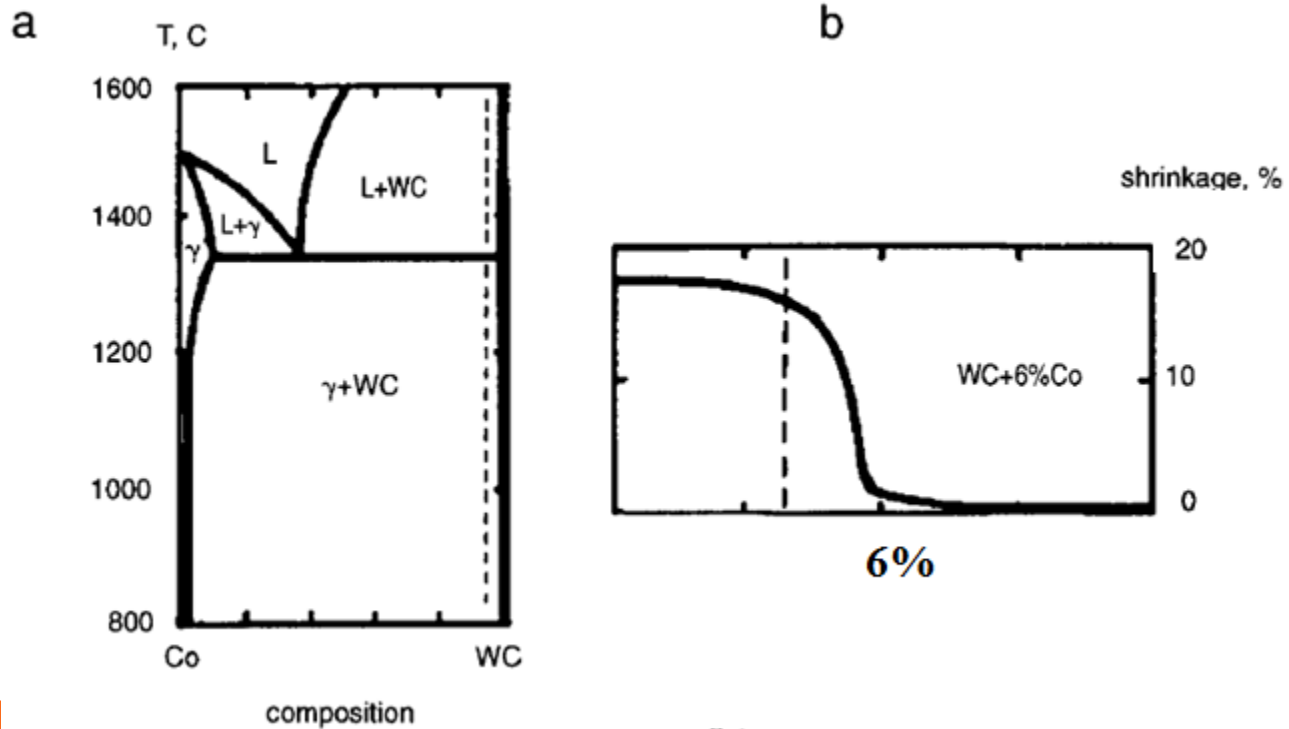 a
T, C
1600
1400
1200
1000
800
L
L+WC
L+γ
γ
γ+WC
Co
WC
composition
b
shrinkage, %
20
10
0
WC+6%Co
6%